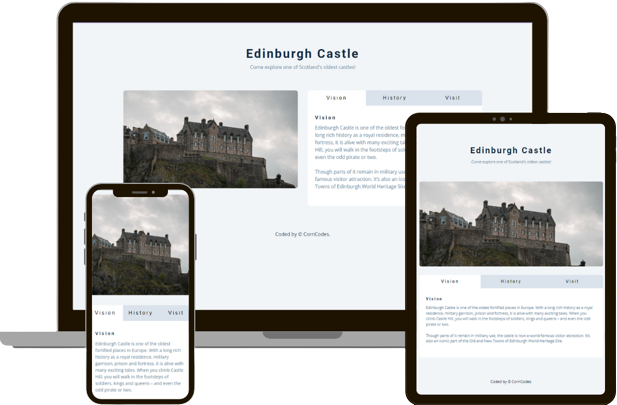 Edinburgh Castle
Come explore one of Scotland's oldest castles!
Vision History Visit
Vision
Edinburgh Castle is one of the oldest fo
long rich history as a royal residence, m
fortress, it is alive with many exciting ta
Hill, you will walk in the footsteps of sol
even the odd pirate or two.
Though parts of it remain in military us
famous visitor attraction. It's also an ico
Towns of Edinburgh World Heritage Site
Coded by © CorriCodes.
Vision History Visit
Vision
Edinburgh Castle is one of the oldest
fortified places in Europe. With a long rich
history as a royal residence, military
garrison, prison and fortress, it is alive with
many exciting tales. When you climb Castle
Hill, you will walk in the footsteps of
soldiers, kings and queens – and even the
odd pirate or two.
Edinburgh Castle
Come explore one of Scotland's oldest castles!
Vision History Visit
Vision
Edinburgh Castle is one of the oldest fortified places in Europe. With a long rich history as a royal
residence, military garrison, prison and fortress, it is alive with many exciting tales. When you
climb Castle Hill, you will walk in the footsteps of soldiers, kings and queens – and even the odd
pirate or two.
Though parts of it remain in military use, the castle is now a world-famous visitor attraction. It's
also an iconic part of the Old and New Towns of Edinburgh World Heritage Site.
Coded by © CorriCodes.